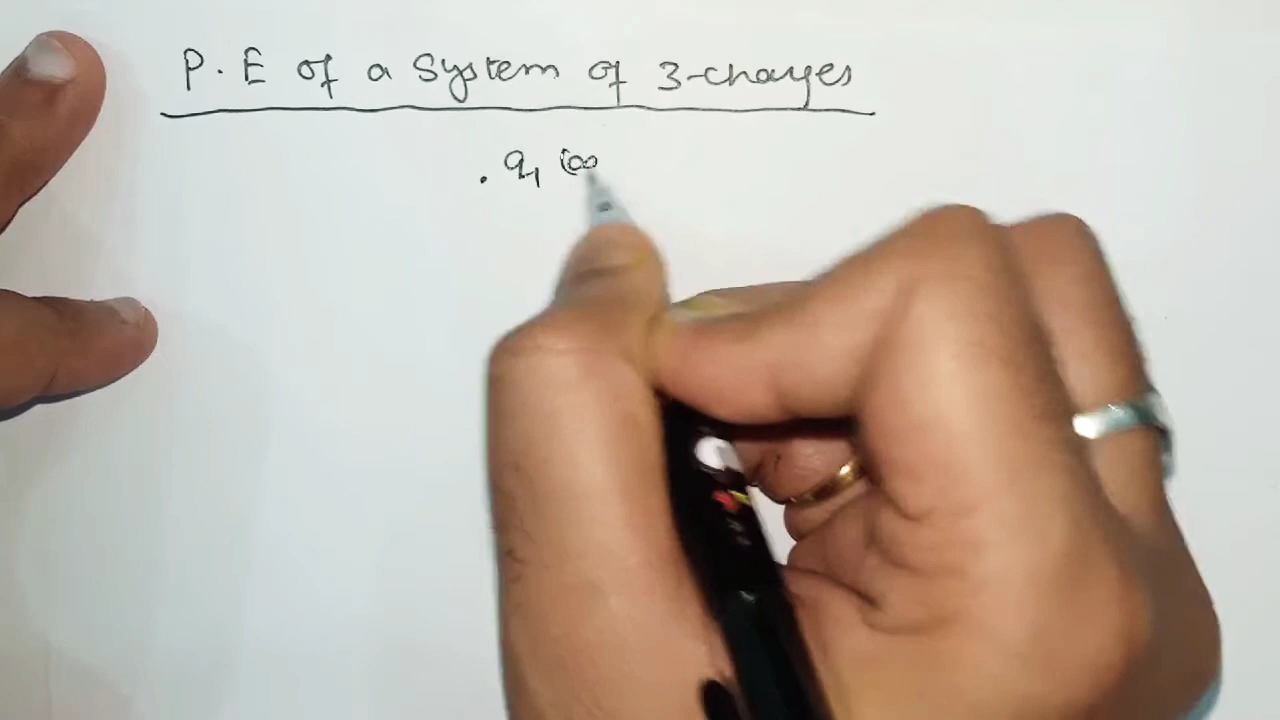 P.E of a System of 3-charges
. q₁ (∞